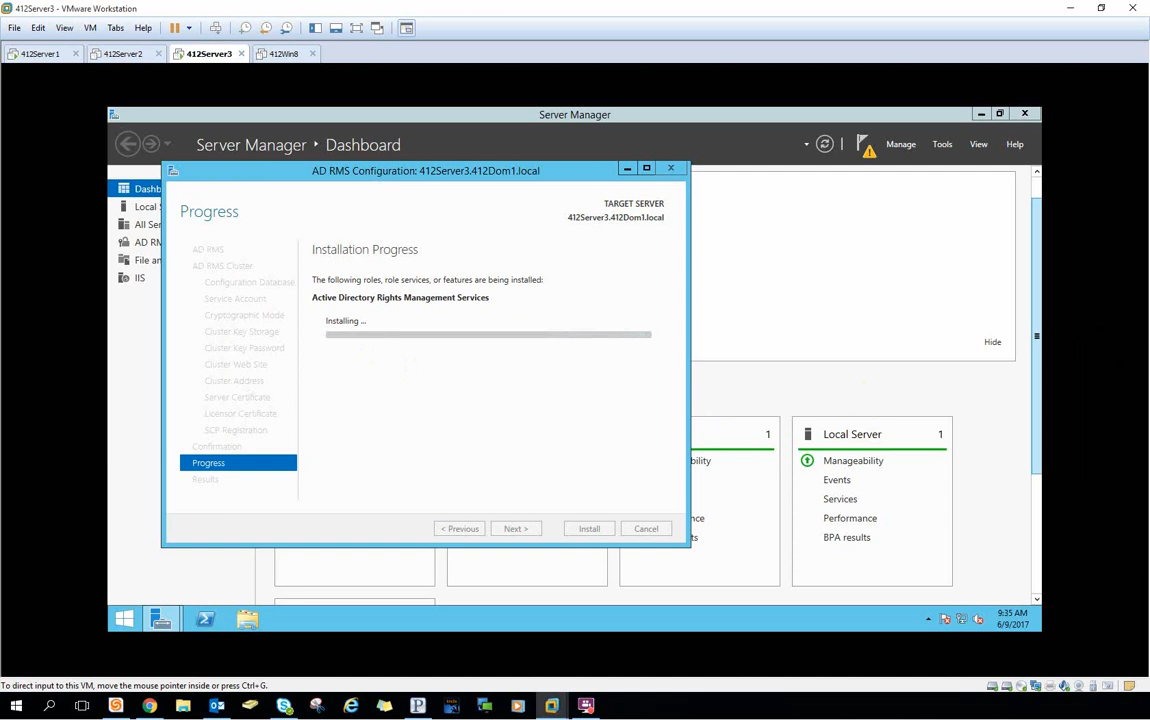 412Server3 - VMware Workstation
File Edit View VM Tabs Help
412Server1 412Server2 412Server3 412Win8
Server Manager
Server Manager Dashboard
Manage Tools View Help
AD RMS Configuration: 412Server3.412Dom1.local
Dashb
Local S
All Ser
AD RM
File an
IIS
Progress
TARGET SERVER
412Server3.412Dom1.local
AD RMS
AD RMS Cluster
Configuration Database
Service Account
Cryptographic Mode
Cluster Key Storage
Cluster Key Password
Cluster Web Site
Cluster Address
Server Certificate
Licensor Certificate
SCP Registration
Confirmation
Progress
Results
Installation Progress
The following roles, role services, or features are being installed:
Active Directory Rights Management Services
Installing ...
< Previous Next > Install Cancel
Hide
1
bility
nce
ts
Local Server 1
Manageability
Events
Services
Performance
BPA results
9:35 AM
6/9/2017
To direct input to this VM, move the mouse pointer inside or press Ctrl+G.